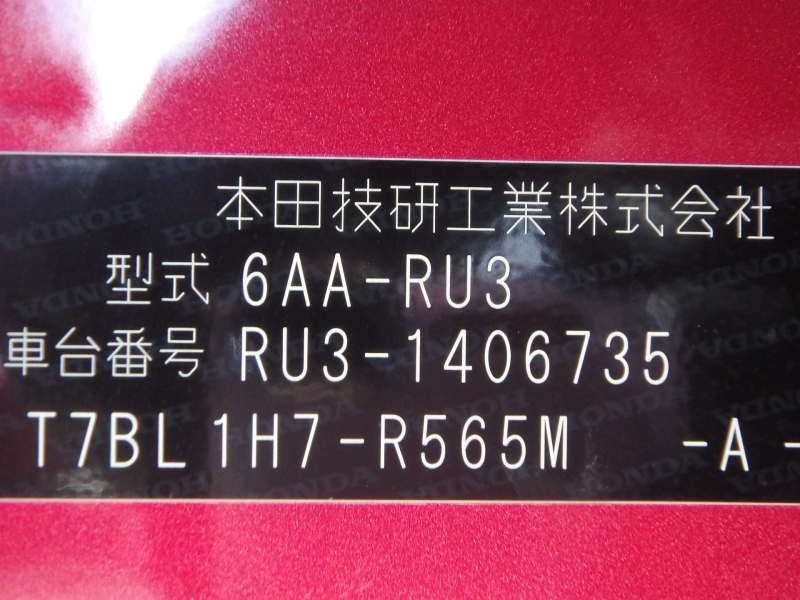 本田技研工業株式会社
型式 6AA-RU3
車台番号 RU3-1406735
T7BL1H7-R565M -A -